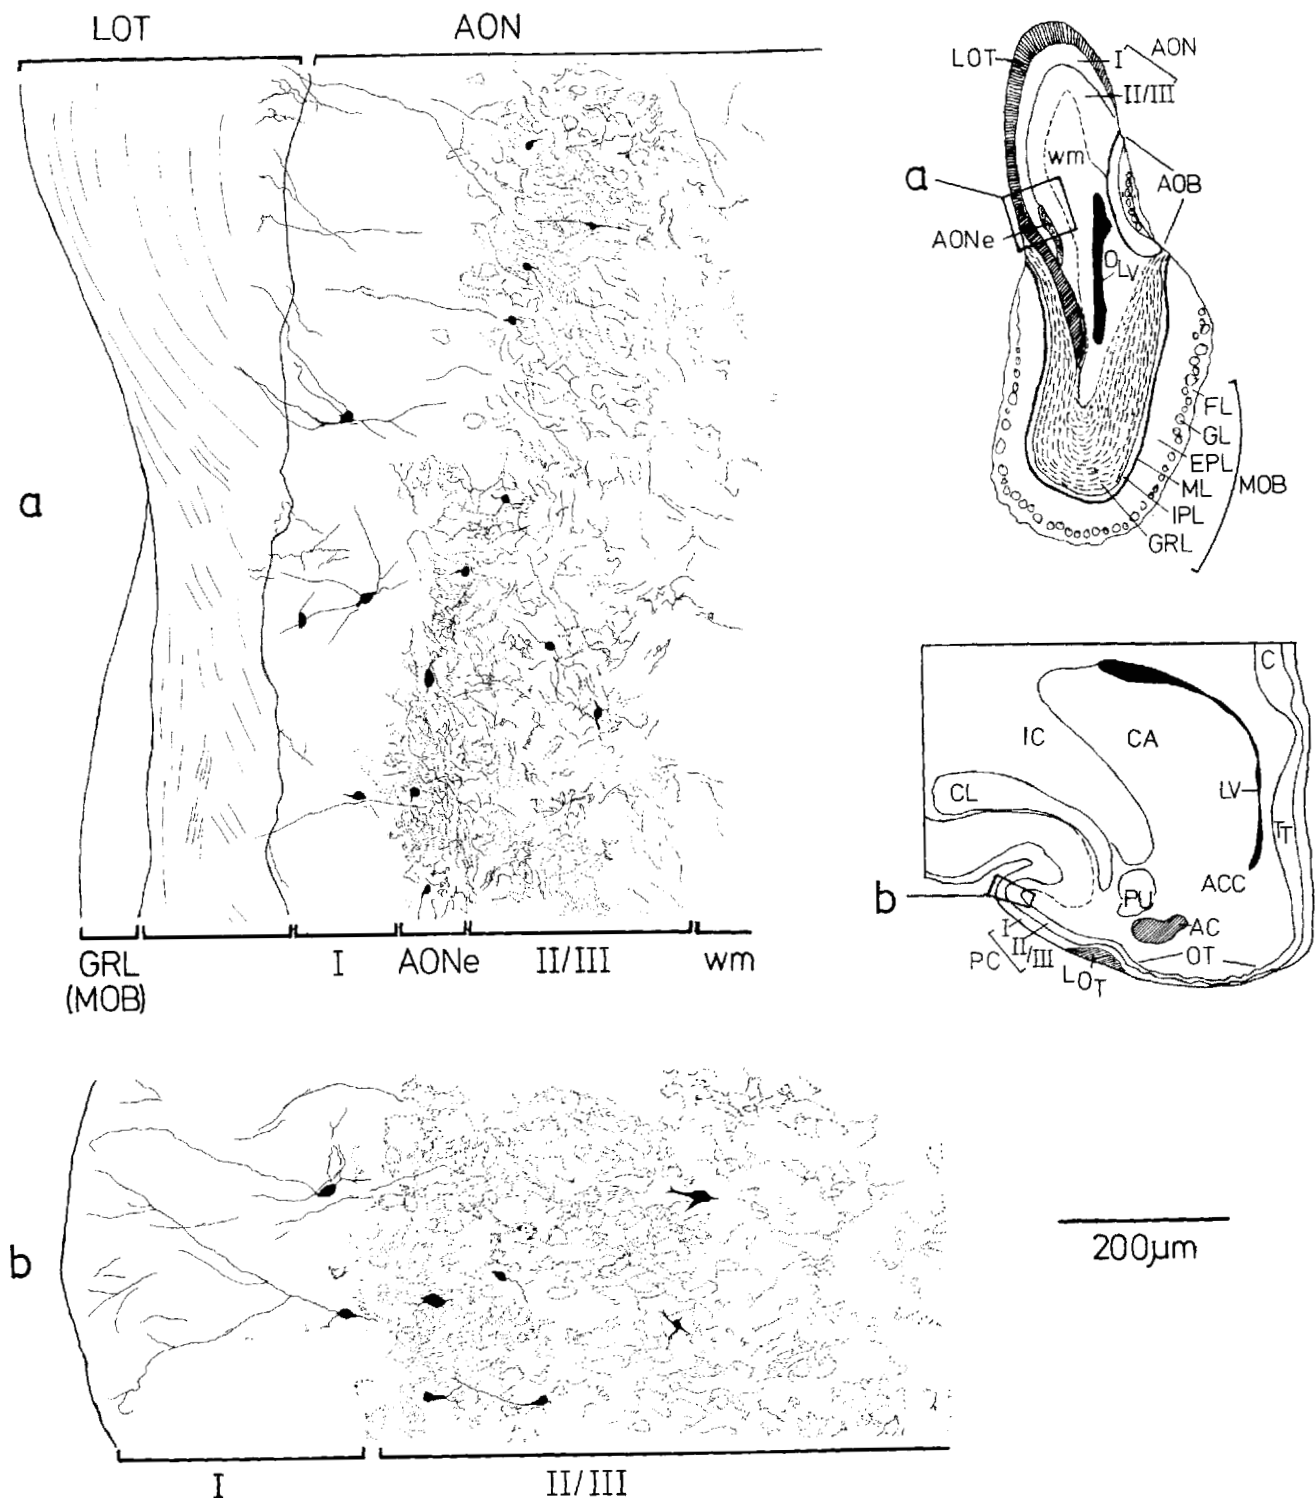 LOT
AON
a
GRL
(MOB)
I
AONe
II/III
wm
LOT
I
AON
II/III
wm
a
AOB
AONe
OLV
FL
GL
EPL
ML
MOB
IPL
GRL
C
IC
CA
CL
LV
TT
ACC
b
PU
AC
I
II/III
OT
PC
LOT
b
200µm
I
II/III